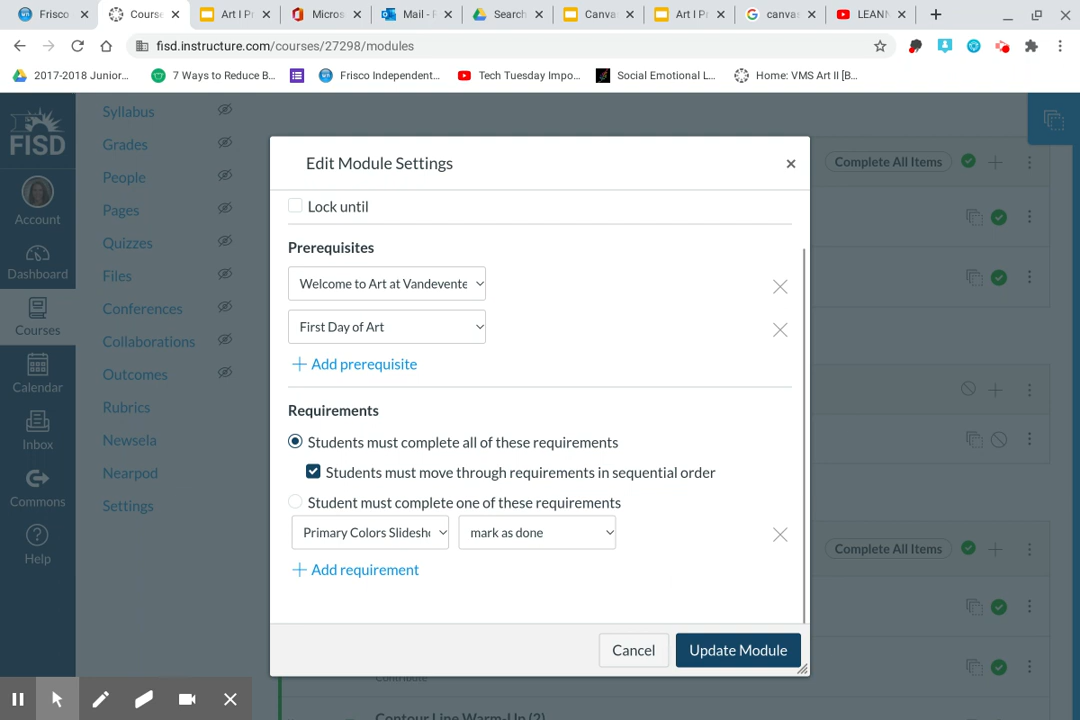 Frisco
Course
Art I P
Micros
Mail - F
Search
Canva
Art I P
canvas
LEANN
fisd.instructure.com/courses/27298/modules
2017-2018 Junior...
7 Ways to Reduce B...
Frisco Independent...
Tech Tuesday Impo...
Social Emotional L...
Home: VMS Art II [B...
FISD
Account
Dashboard
Courses
Calendar
Inbox
Commons
Help
Syllabus
Grades
People
Pages
Quizzes
Files
Conferences
Collaborations
Outcomes
Rubrics
Newsela
Nearpod
Settings
Edit Module Settings
Lock until
Prerequisites
Welcome to Art at Vandevente
First Day of Art
Add prerequisite
Requirements
Students must complete all of these requirements
Students must move through requirements in sequential order
Student must complete one of these requirements
Primary Colors Slidesh mark as done
Add requirement
Cancel Update Module
Complete All Items
Complete All Items
Contribute
Contour Line Warm-Up (2)